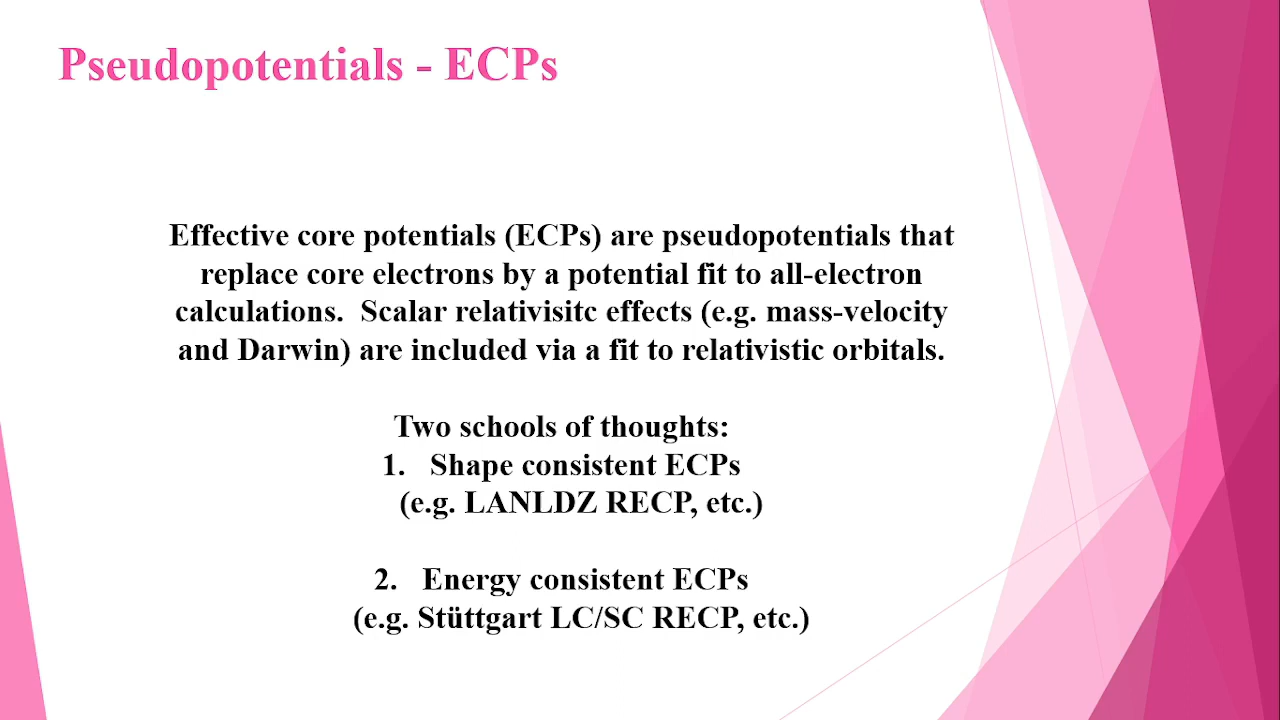 Pseudopotentials - ECPs
Effective core potentials (ECPs) are pseudopotentials that
replace core electrons by a potential fit to all-electron
calculations.  Scalar relativisitc effects (e.g. mass-velocity
and Darwin) are included via a fit to relativistic orbitals.
Two schools of thoughts:
1. Shape consistent ECPs
(e.g. LANLDZ RECP, etc.)
2. Energy consistent ECPs
(e.g. Stüttgart LC/SC RECP, etc.)